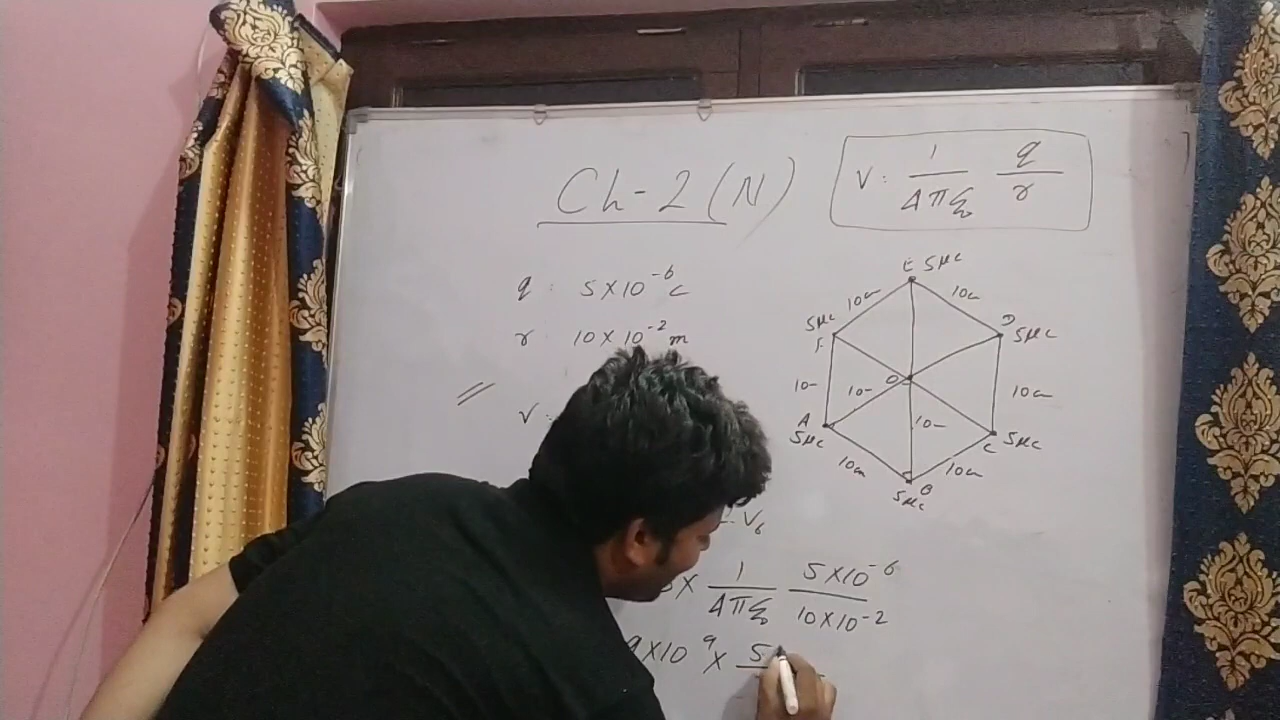 Ch-2 (N)
V: 1/4πε₀ q/r
q : 5×10⁻⁶ C
r 10×10⁻² m
V:
E 5μC
10cm 10cm
5μC D
F 5μC
10- 10- O 10cm
A 10- C
5μC 5μC
10cm 10cm
B
5μC
V₆
× 1/4πε₀ 5×10⁻⁶/10×10⁻²
9×10⁹ × 5